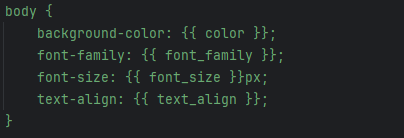 body {
    background-color: {{ color }};
    font-family: {{ font_family }};
    font-size: {{ font_size }}px;
    text-align: {{ text_align }};
}